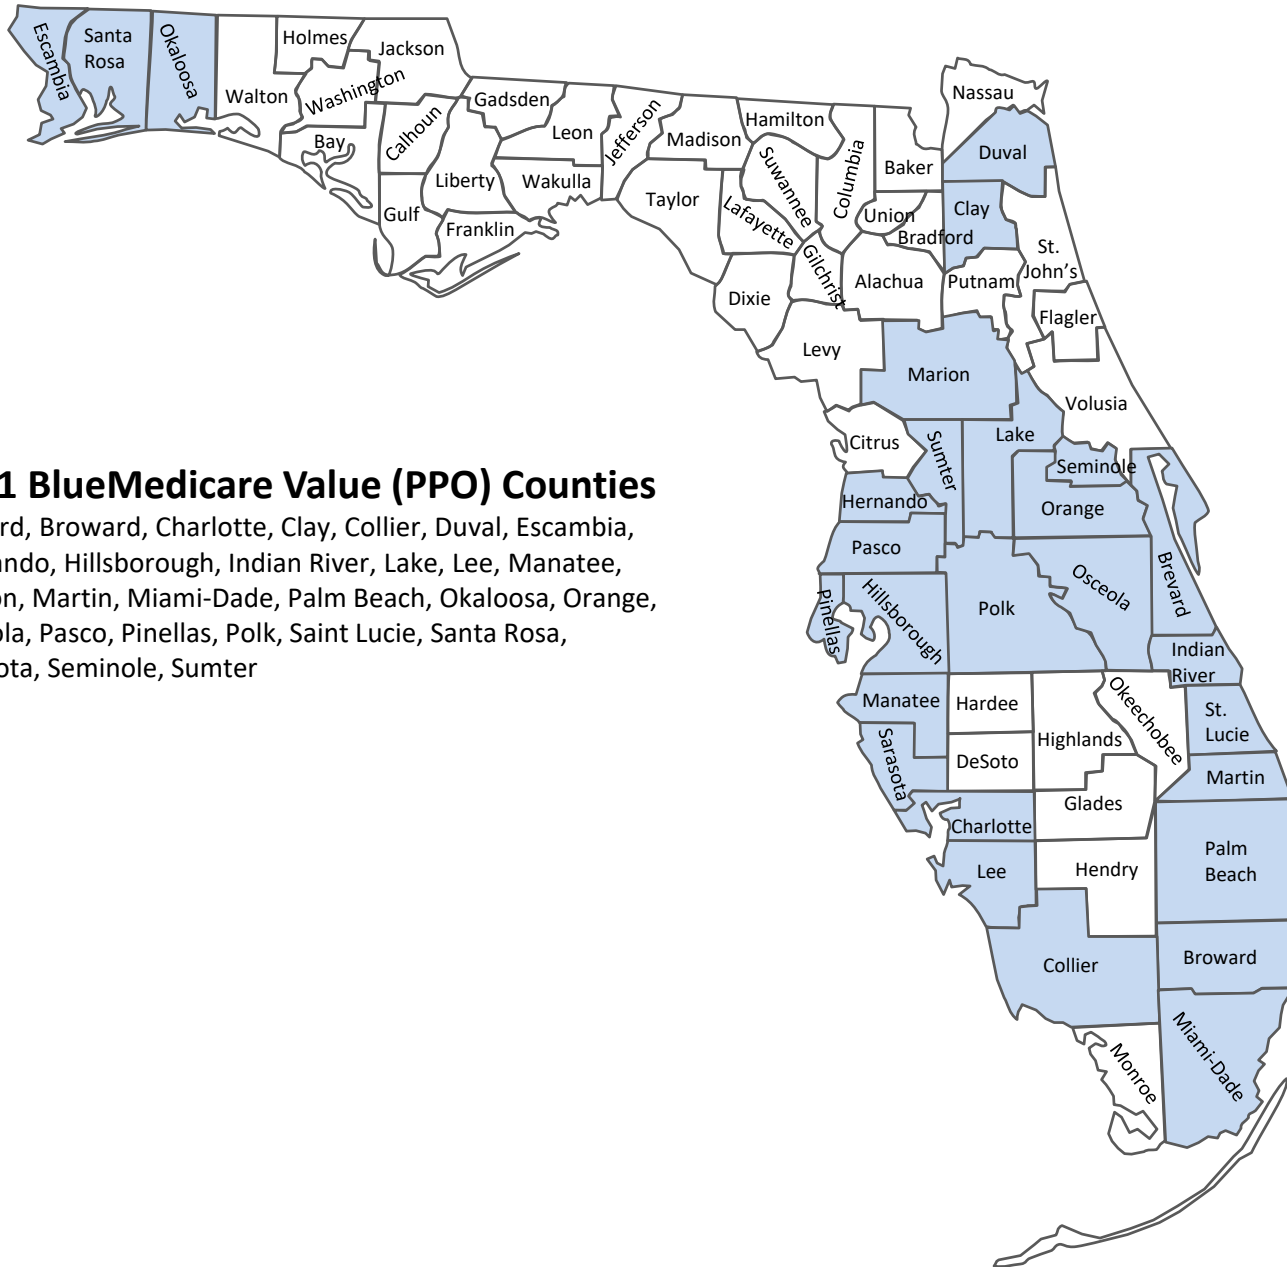 Escambia
Santa
Rosa
Okaloosa
Walton
Holmes
Jackson
Washington
Bay
Calhoun
Gadsden
Leon
Jefferson
Madison
Hamilton
Liberty
Wakulla
Gulf
Franklin
Taylor
Lafayette
Suwannee
Columbia
Baker
Nassau
Duval
Union
Bradford
Clay
St.
John's
Dixie
Gilchrist
Alachua
Putnam
Flagler
Levy
Marion
Volusia
Citrus
Sumter
Lake
Seminole
Hernando
Orange
Pasco
Pinellas
Hillsborough
Polk
Osceola
Brevard
Indian
River
Manatee
Hardee
Okeechobee
St.
Lucie
Sarasota
DeSoto
Highlands
Martin
Glades
Charlotte
Lee
Hendry
Palm
Beach
Collier
Broward
Monroe
Miami-Dade
1 BlueMedicare Value (PPO) Counties
rd, Broward, Charlotte, Clay, Collier, Duval, Escambia,
ndo, Hillsborough, Indian River, Lake, Lee, Manatee,
on, Martin, Miami-Dade, Palm Beach, Okaloosa, Orange,
ola, Pasco, Pinellas, Polk, Saint Lucie, Santa Rosa,
ota, Seminole, Sumter